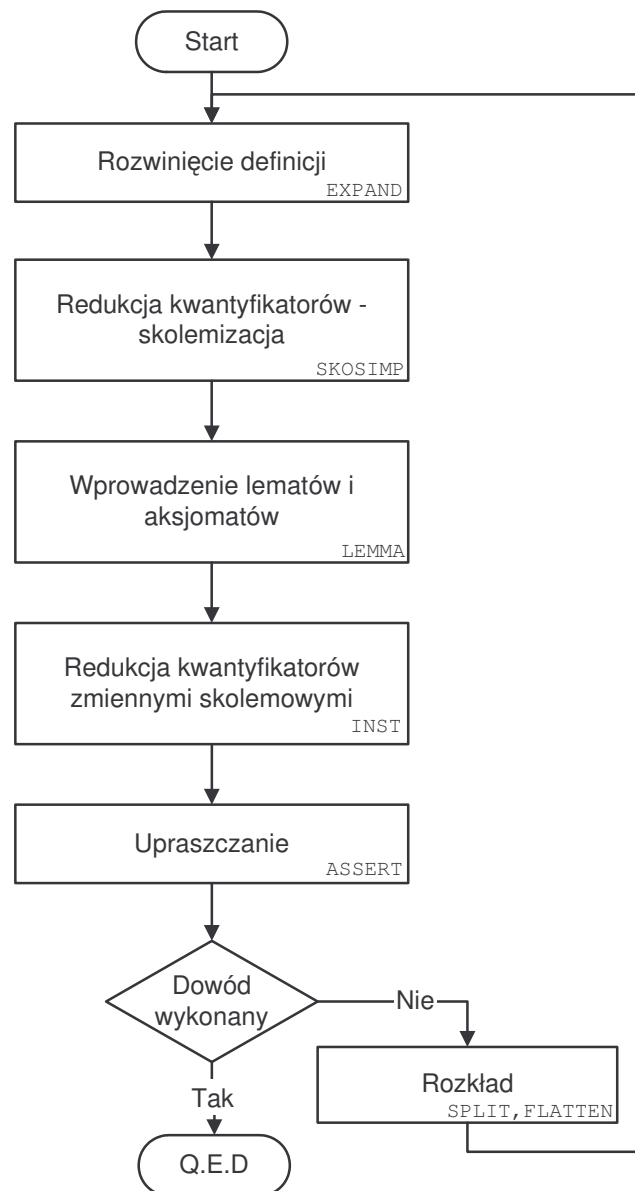 Start
Rozwinięcie definicji
EXPAND
Redukcja kwantyfikatorów -
skolemizacja
SKOSIMP
Wprowadzenie lematów i
aksjomatów
LEMMA
Redukcja kwantyfikatorów
zmiennymi skolemowymi
INST
Upraszczanie
ASSERT
Dowód
wykonany
Nie
Rozkład
SPLIT,FLATTEN
Tak
Q.E.D